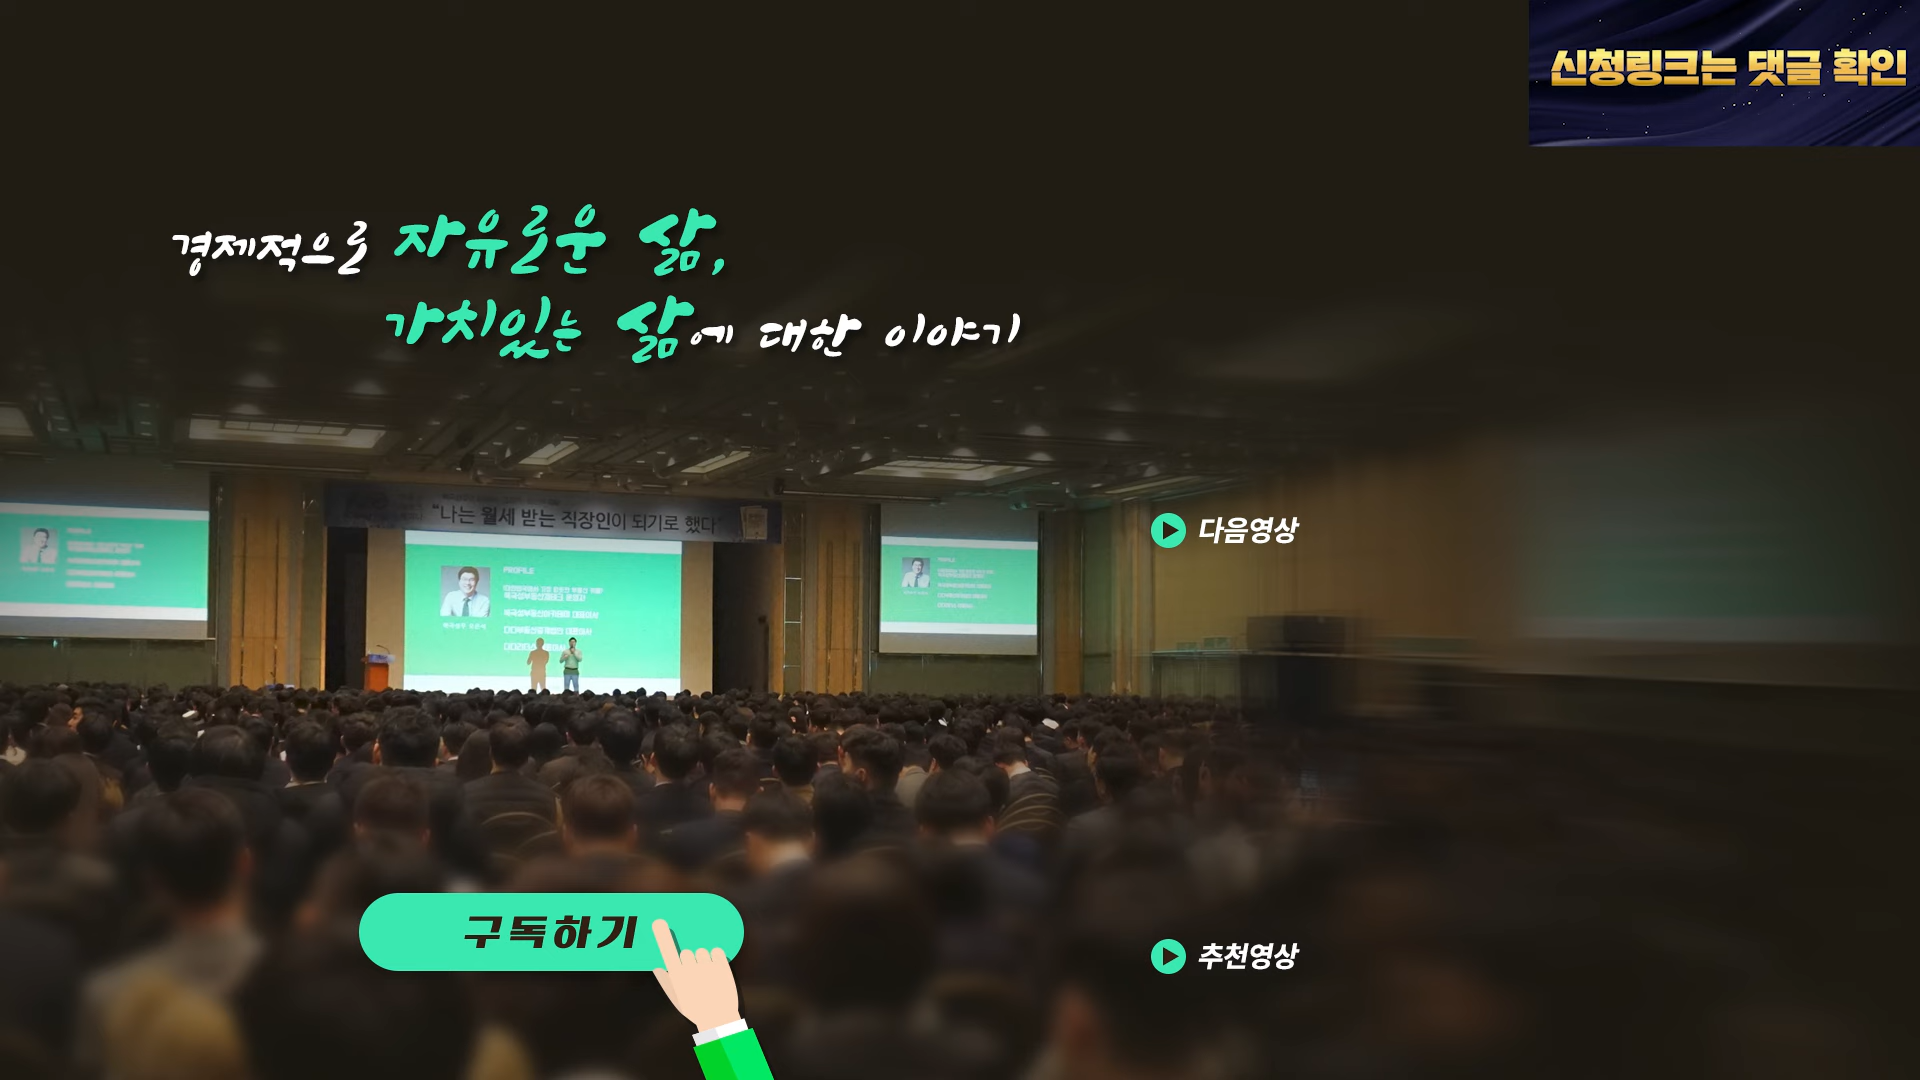 신청링크는 댓글 확인
경제적으로 자유로운 삶,
가치있는 삶에 대한 이야기
"나는 월세 받는 직장인이 되기로 했다"
PROFILE
다음영상
구독하기
추천영상